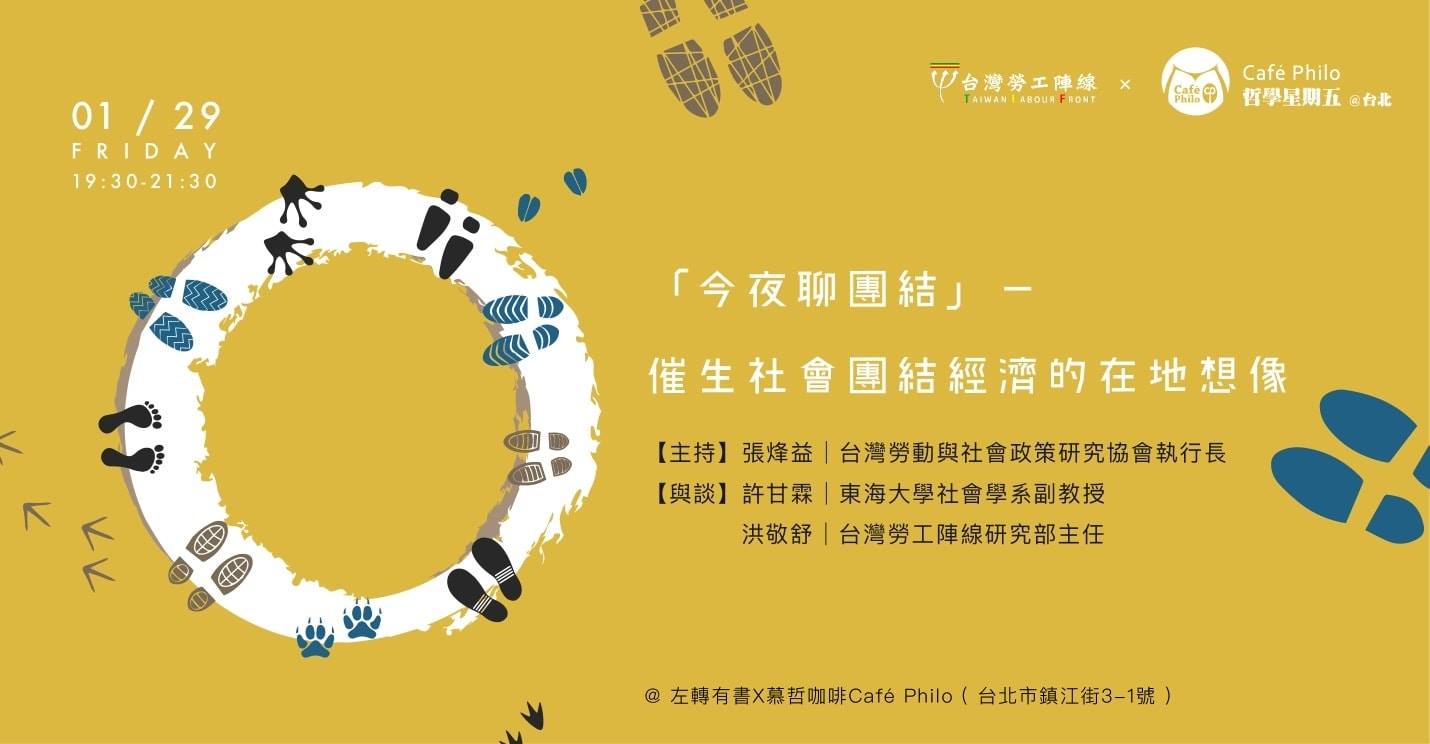 01 / 29
FRIDAY
19:30-21:30
台灣勞工陣線
TAIWAN LABOUR FRONT
×
Café Philo
Café Philo
哲學星期五 @台北
「今夜聊團結」－
催生社會團結經濟的在地想像
【主持】張烽益｜台灣勞動與社會政策研究協會執行長
【與談】許甘霖｜東海大學社會學系副教授
洪敬舒｜台灣勞工陣線研究部主任
@ 左轉有書X慕哲咖啡Café Philo（ 台北市鎮江街3-1號 ）